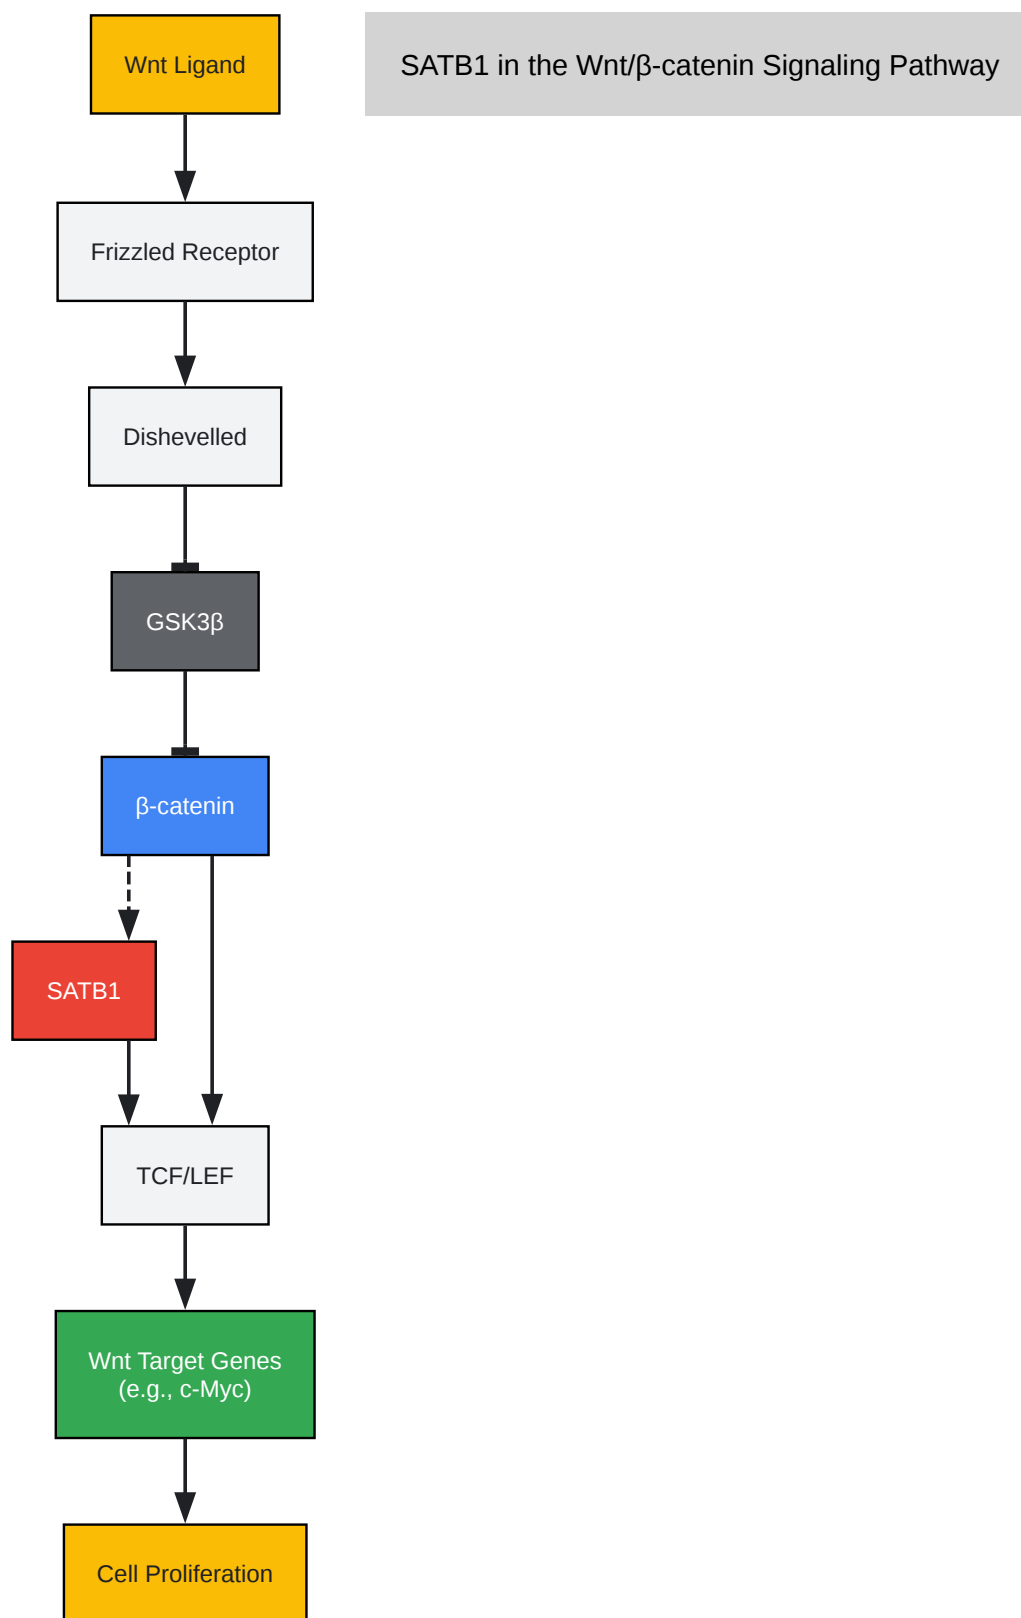 Wnt Ligand
SATB1 in the Wnt/β-catenin Signaling Pathway
Frizzled Receptor
Dishevelled
GSK3β
β-catenin
SATB1
TCF/LEF
Wnt Target Genes
(e.g., c-Myc)
Cell Proliferation